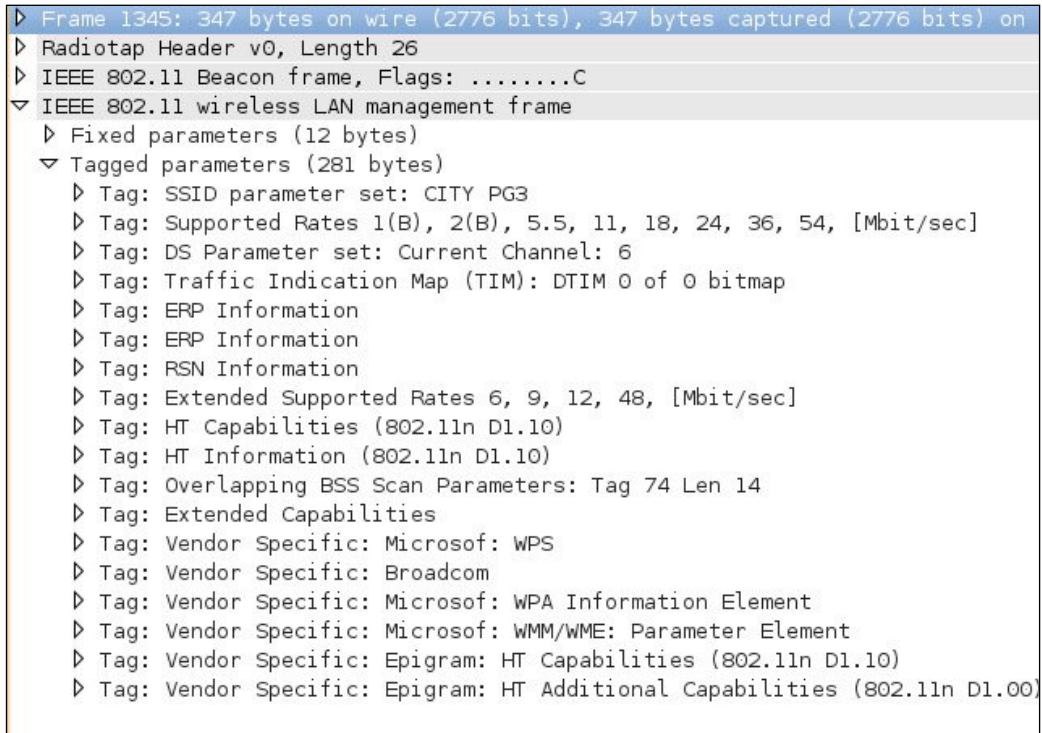 Frame 1345: 347 bytes on wire (2776 bits), 347 bytes captured (2776 bits) on
Radiotap Header v0, Length 26
IEEE 802.11 Beacon frame, Flags: ........C
IEEE 802.11 wireless LAN management frame
Fixed parameters (12 bytes)
Tagged parameters (281 bytes)
Tag: SSID parameter set: CITY PG3
Tag: Supported Rates 1(B), 2(B), 5.5, 11, 18, 24, 36, 54, [Mbit/sec]
Tag: DS Parameter set: Current Channel: 6
Tag: Traffic Indication Map (TIM): DTIM 0 of 0 bitmap
Tag: ERP Information
Tag: ERP Information
Tag: RSN Information
Tag: Extended Supported Rates 6, 9, 12, 48, [Mbit/sec]
Tag: HT Capabilities (802.11n D1.10)
Tag: HT Information (802.11n D1.10)
Tag: Overlapping BSS Scan Parameters: Tag 74 Len 14
Tag: Extended Capabilities
Tag: Vendor Specific: Microsof: WPS
Tag: Vendor Specific: Broadcom
Tag: Vendor Specific: Microsof: WPA Information Element
Tag: Vendor Specific: Microsof: WMM/WME: Parameter Element
Tag: Vendor Specific: Epigram: HT Capabilities (802.11n D1.10)
Tag: Vendor Specific: Epigram: HT Additional Capabilities (802.11n D1.00)